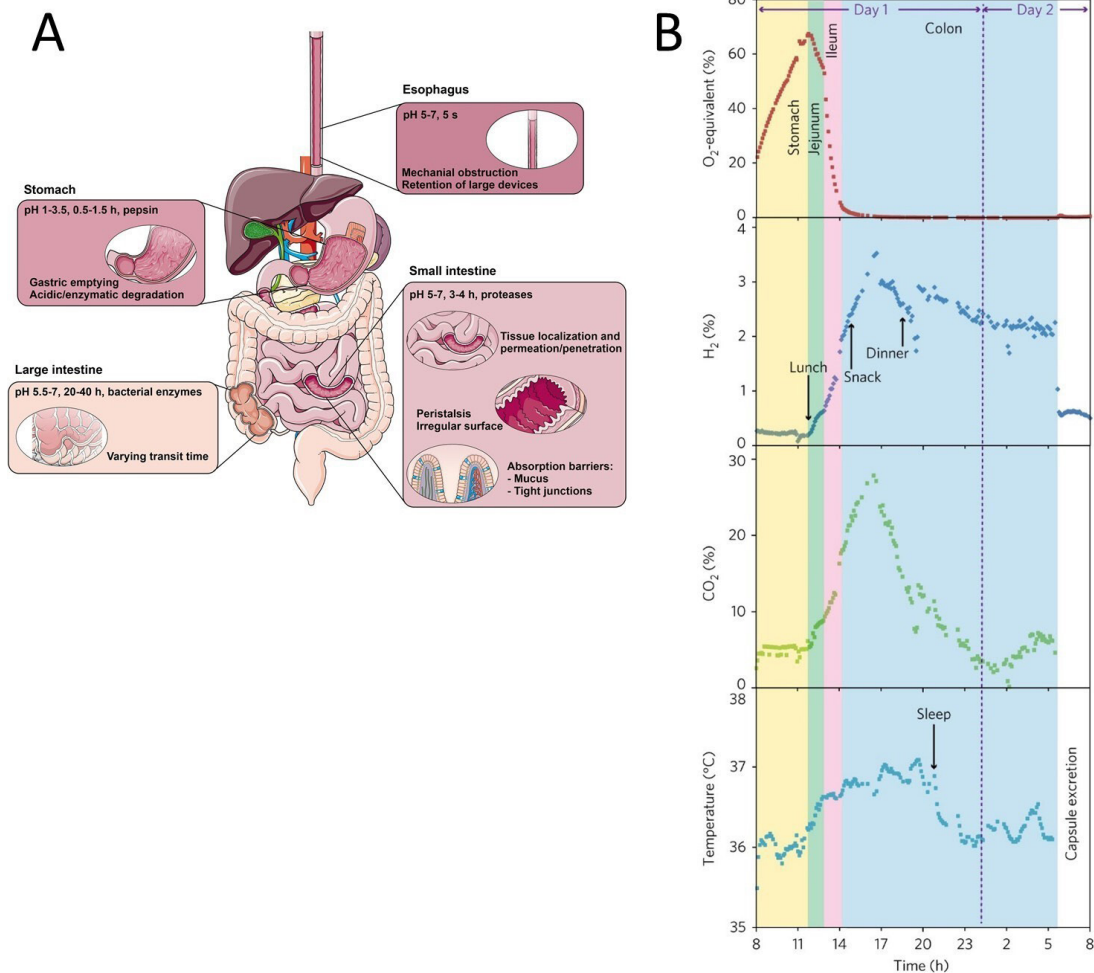 A
Esophagus
pH 5-7, 5 s
Mechanial obstruction
Retention of large devices
Stomach
pH 1-3.5, 0.5-1.5 h, pepsin
Gastric emptying
Acidic/enzymatic degradation
Small intestine
pH 5-7, 3-4 h, proteases
Tissue localization and
permeation/penetration
Peristalsis
Irregular surface
Absorption barriers:
- Mucus
- Tight junctions
Large intestine
pH 5.5-7, 20-40 h, bacterial enzymes
Varying transit time
B
Day 1
Day 2
80
60
40
20
0
O2-equivalent (%)
Stomach
Jejunum
Ileum
Colon
4
3
2
1
0
H2 (%)
Lunch
Snack
Dinner
30
20
10
0
CO2 (%)
38
37
36
35
Temperature (°C)
Sleep
Capsule excretion
8 11 14 17 20 23 2 5 8
Time (h)